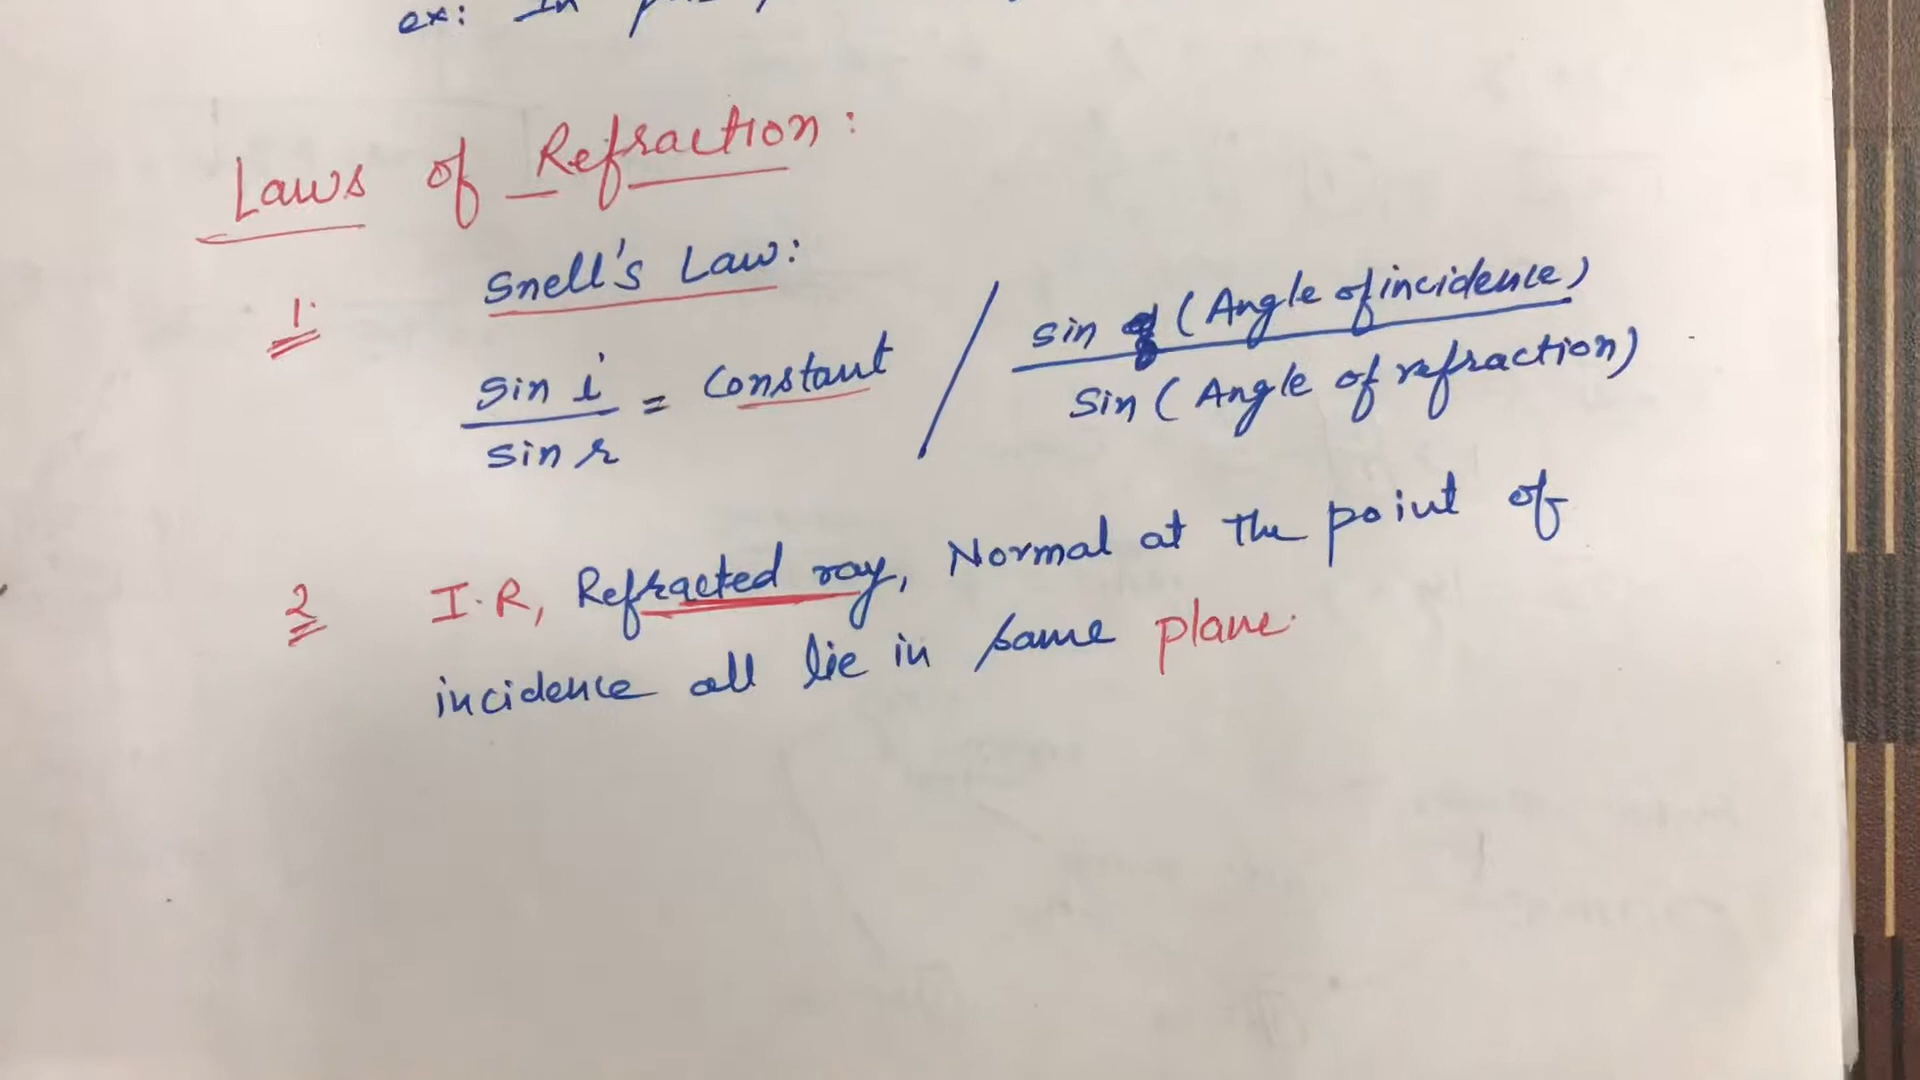 ex: In
Laws of Refraction:
1. Snell's Law:
sin i / sin r = Constant / sin (Angle of incidence) / Sin (Angle of refraction)
2 I.R, Refracted ray, Normal at the point of
incidence all lie in same plane.